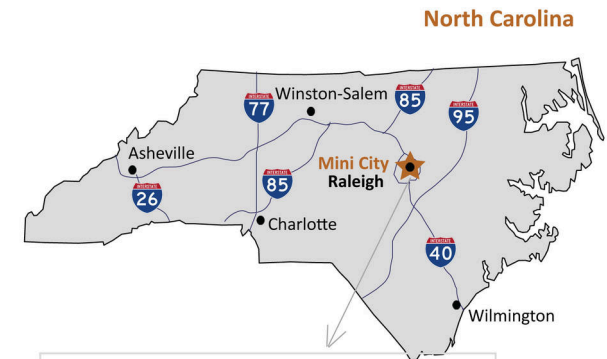 North Carolina
INTERSTATE
77
Winston-Salem
INTERSTATE
85
INTERSTATE
95
Asheville
Mini City
Raleigh
INTERSTATE
26
INTERSTATE
85
Charlotte
INTERSTATE
40
Wilmington